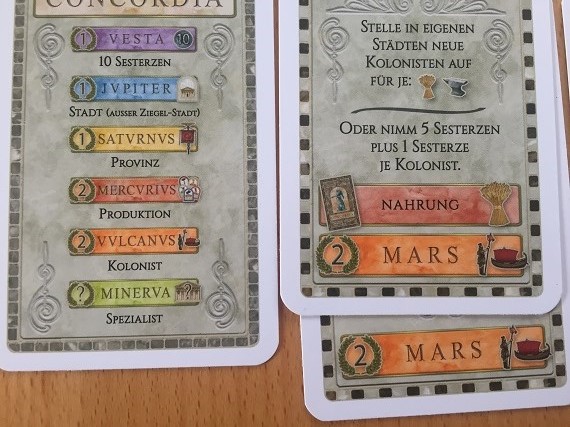 CONCORDIA
1 VESTA 10
10 SESTERZEN
1 JVPITER
STADT (AUSSER ZIEGEL-STADT)
1 SATVRNVS
PROVINZ
2 MERCVRIVS
PRODUKTION
2 VVLCANVS
KOLONIST
? MINERVA ?
SPEZIALIST
STELLE IN EIGENEN
STÄDTEN NEUE
KOLONISTEN AUF
FÜR JE:
ODER NIMM 5 SESTERZEN
PLUS 1 SESTERZE
JE KOLONIST.
NAHRUNG
2 MARS
2 MARS